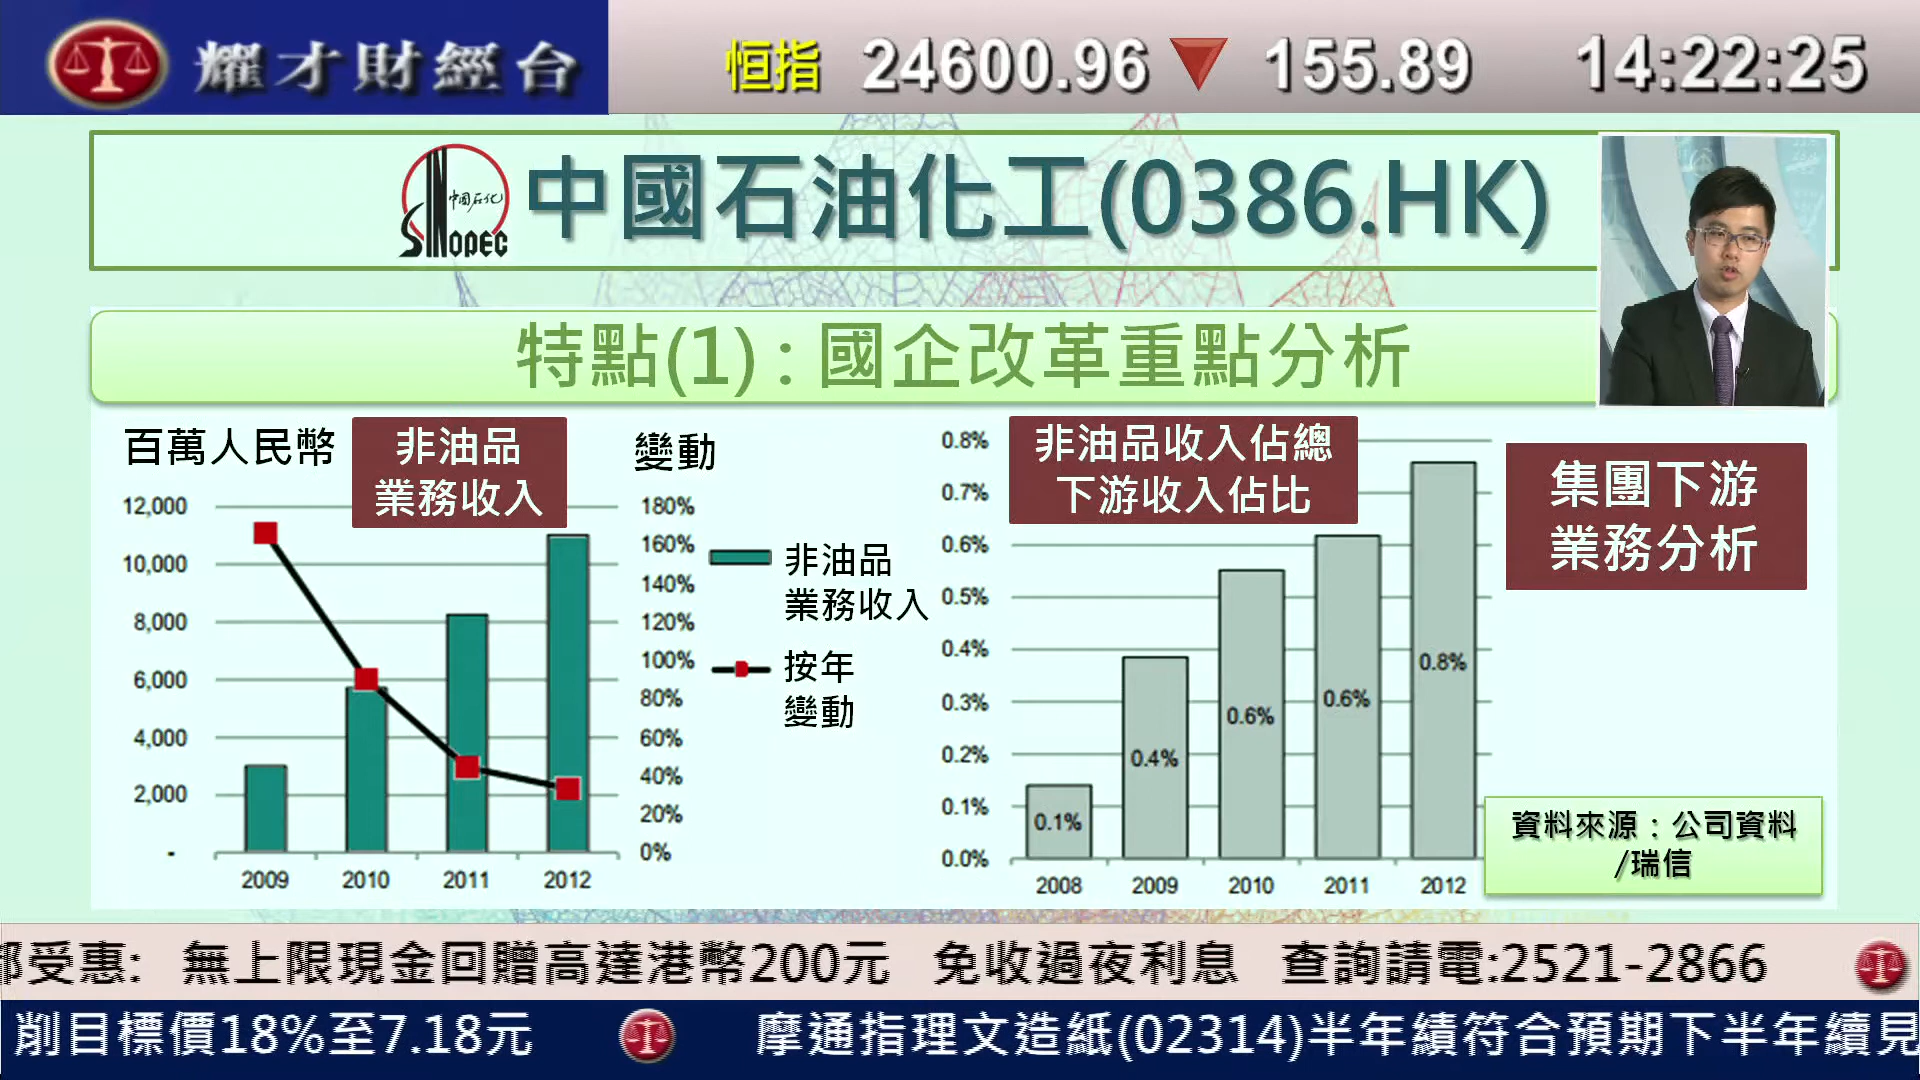 耀才財經台
恒指 24600.96 155.89 14:22:25
中国石化
SINOPEC
中國石油化工(0386.HK)
特點(1) : 國企改革重點分析
百萬人民幣
非油品
業務收入
變動
12,000
10,000
8,000
6,000
4,000
2,000
-
180%
160%
140%
120%
100%
80%
60%
40%
20%
0%
2009 2010 2011 2012
非油品
業務收入
按年
變動
非油品收入佔總
下游收入佔比
0.8%
0.7%
0.6%
0.5%
0.4%
0.3%
0.2%
0.1%
0.0%
0.1% 0.4% 0.6% 0.6% 0.8%
2008 2009 2010 2011 2012
集團下游
業務分析
資料來源：公司資料
/瑞信
受惠: 無上限現金回贈高達港幣200元 免收過夜利息 查詢請電:2521-2866
削目標價18%至7.18元 摩通指理文造紙(02314)半年績符合預期下半年續見